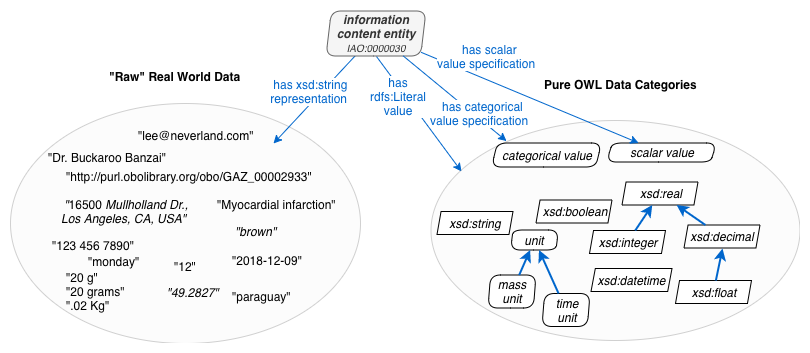 information
content entity
IAO:0000030
"Raw" Real World Data
Pure OWL Data Categories
has xsd:string
representation
has
rdfs:Literal
value
has categorical
value specification
has scalar
value specification
"lee@neverland.com"
"Dr. Buckaroo Banzai"
"http://purl.obolibrary.org/obo/GAZ_00002933"
"16500 Mullholland Dr.,
Los Angeles, CA, USA"
"Myocardial infarction"
"brown"
"123 456 7890"
"monday"
"12"
"2018-12-09"
"20 g"
"20 grams"
".02 Kg"
"49.2827"
"paraguay"
categorical value
scalar value
xsd:real
xsd:string
xsd:boolean
unit
xsd:integer
xsd:decimal
mass
unit
time
unit
xsd:datetime
xsd:float